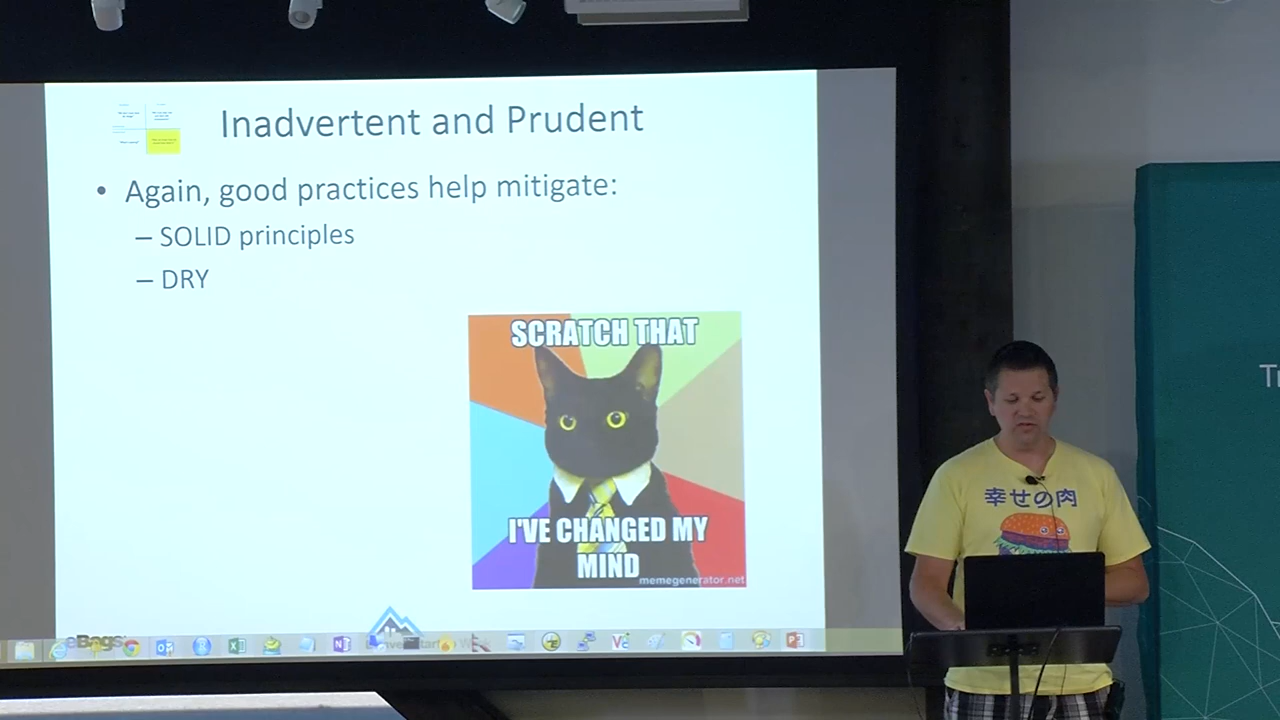 Inadvertent and Prudent
• Again, good practices help mitigate:
– SOLID principles
– DRY
SCRATCH THAT
I'VE CHANGED MY
MIND
memegenerator.net
eBags
幸せの肉